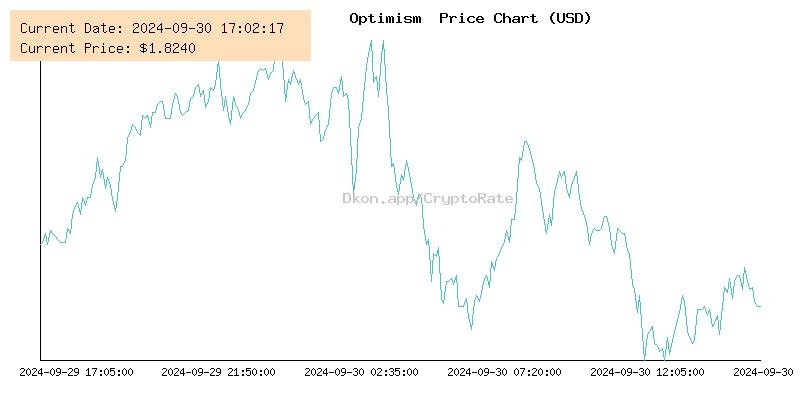 Optimism  Price Chart (USD)
Current Date: 2024-09-30 17:02:17
Current Price: $1.8240
Dkon.app/CryptoRate
2024-09-29 17:05:00 2024-09-29 21:50:00 2024-09-30 02:35:00 2024-09-30 07:20:00 2024-09-30 12:05:00 2024-09-30